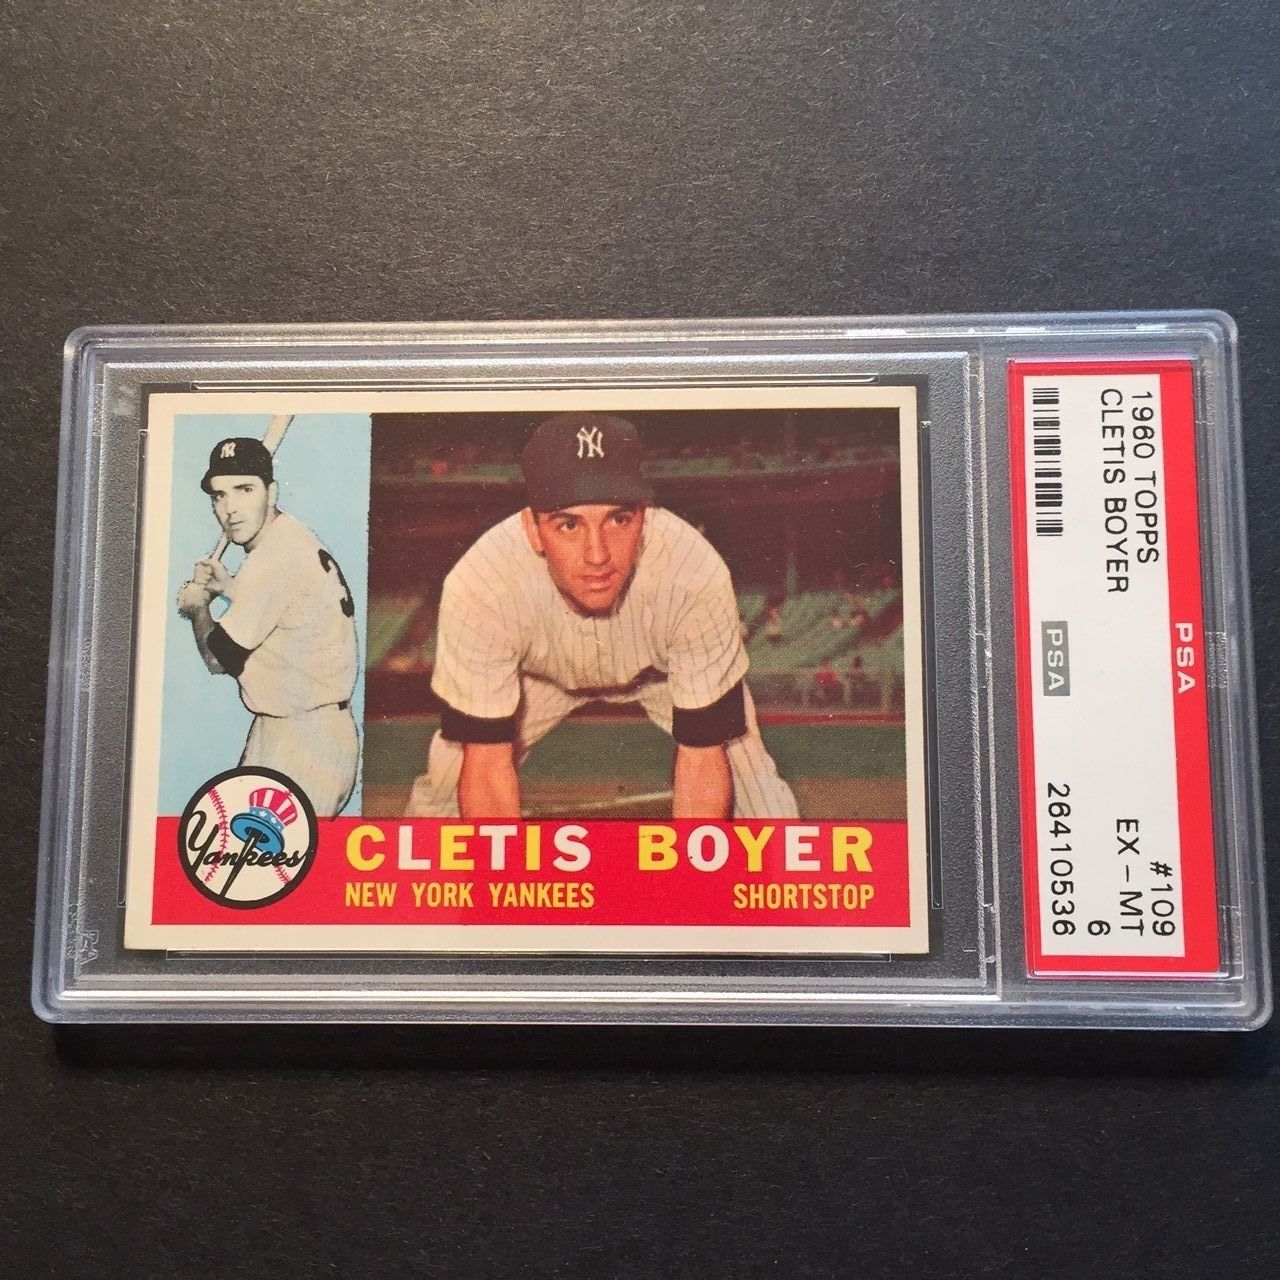 NY
NY
3
Yankees
CLETIS BOYER
NEW YORK YANKEES SHORTSTOP
PSA
1960 TOPPS #109
CLETIS BOYER EX - MT
6
PSA 26410536